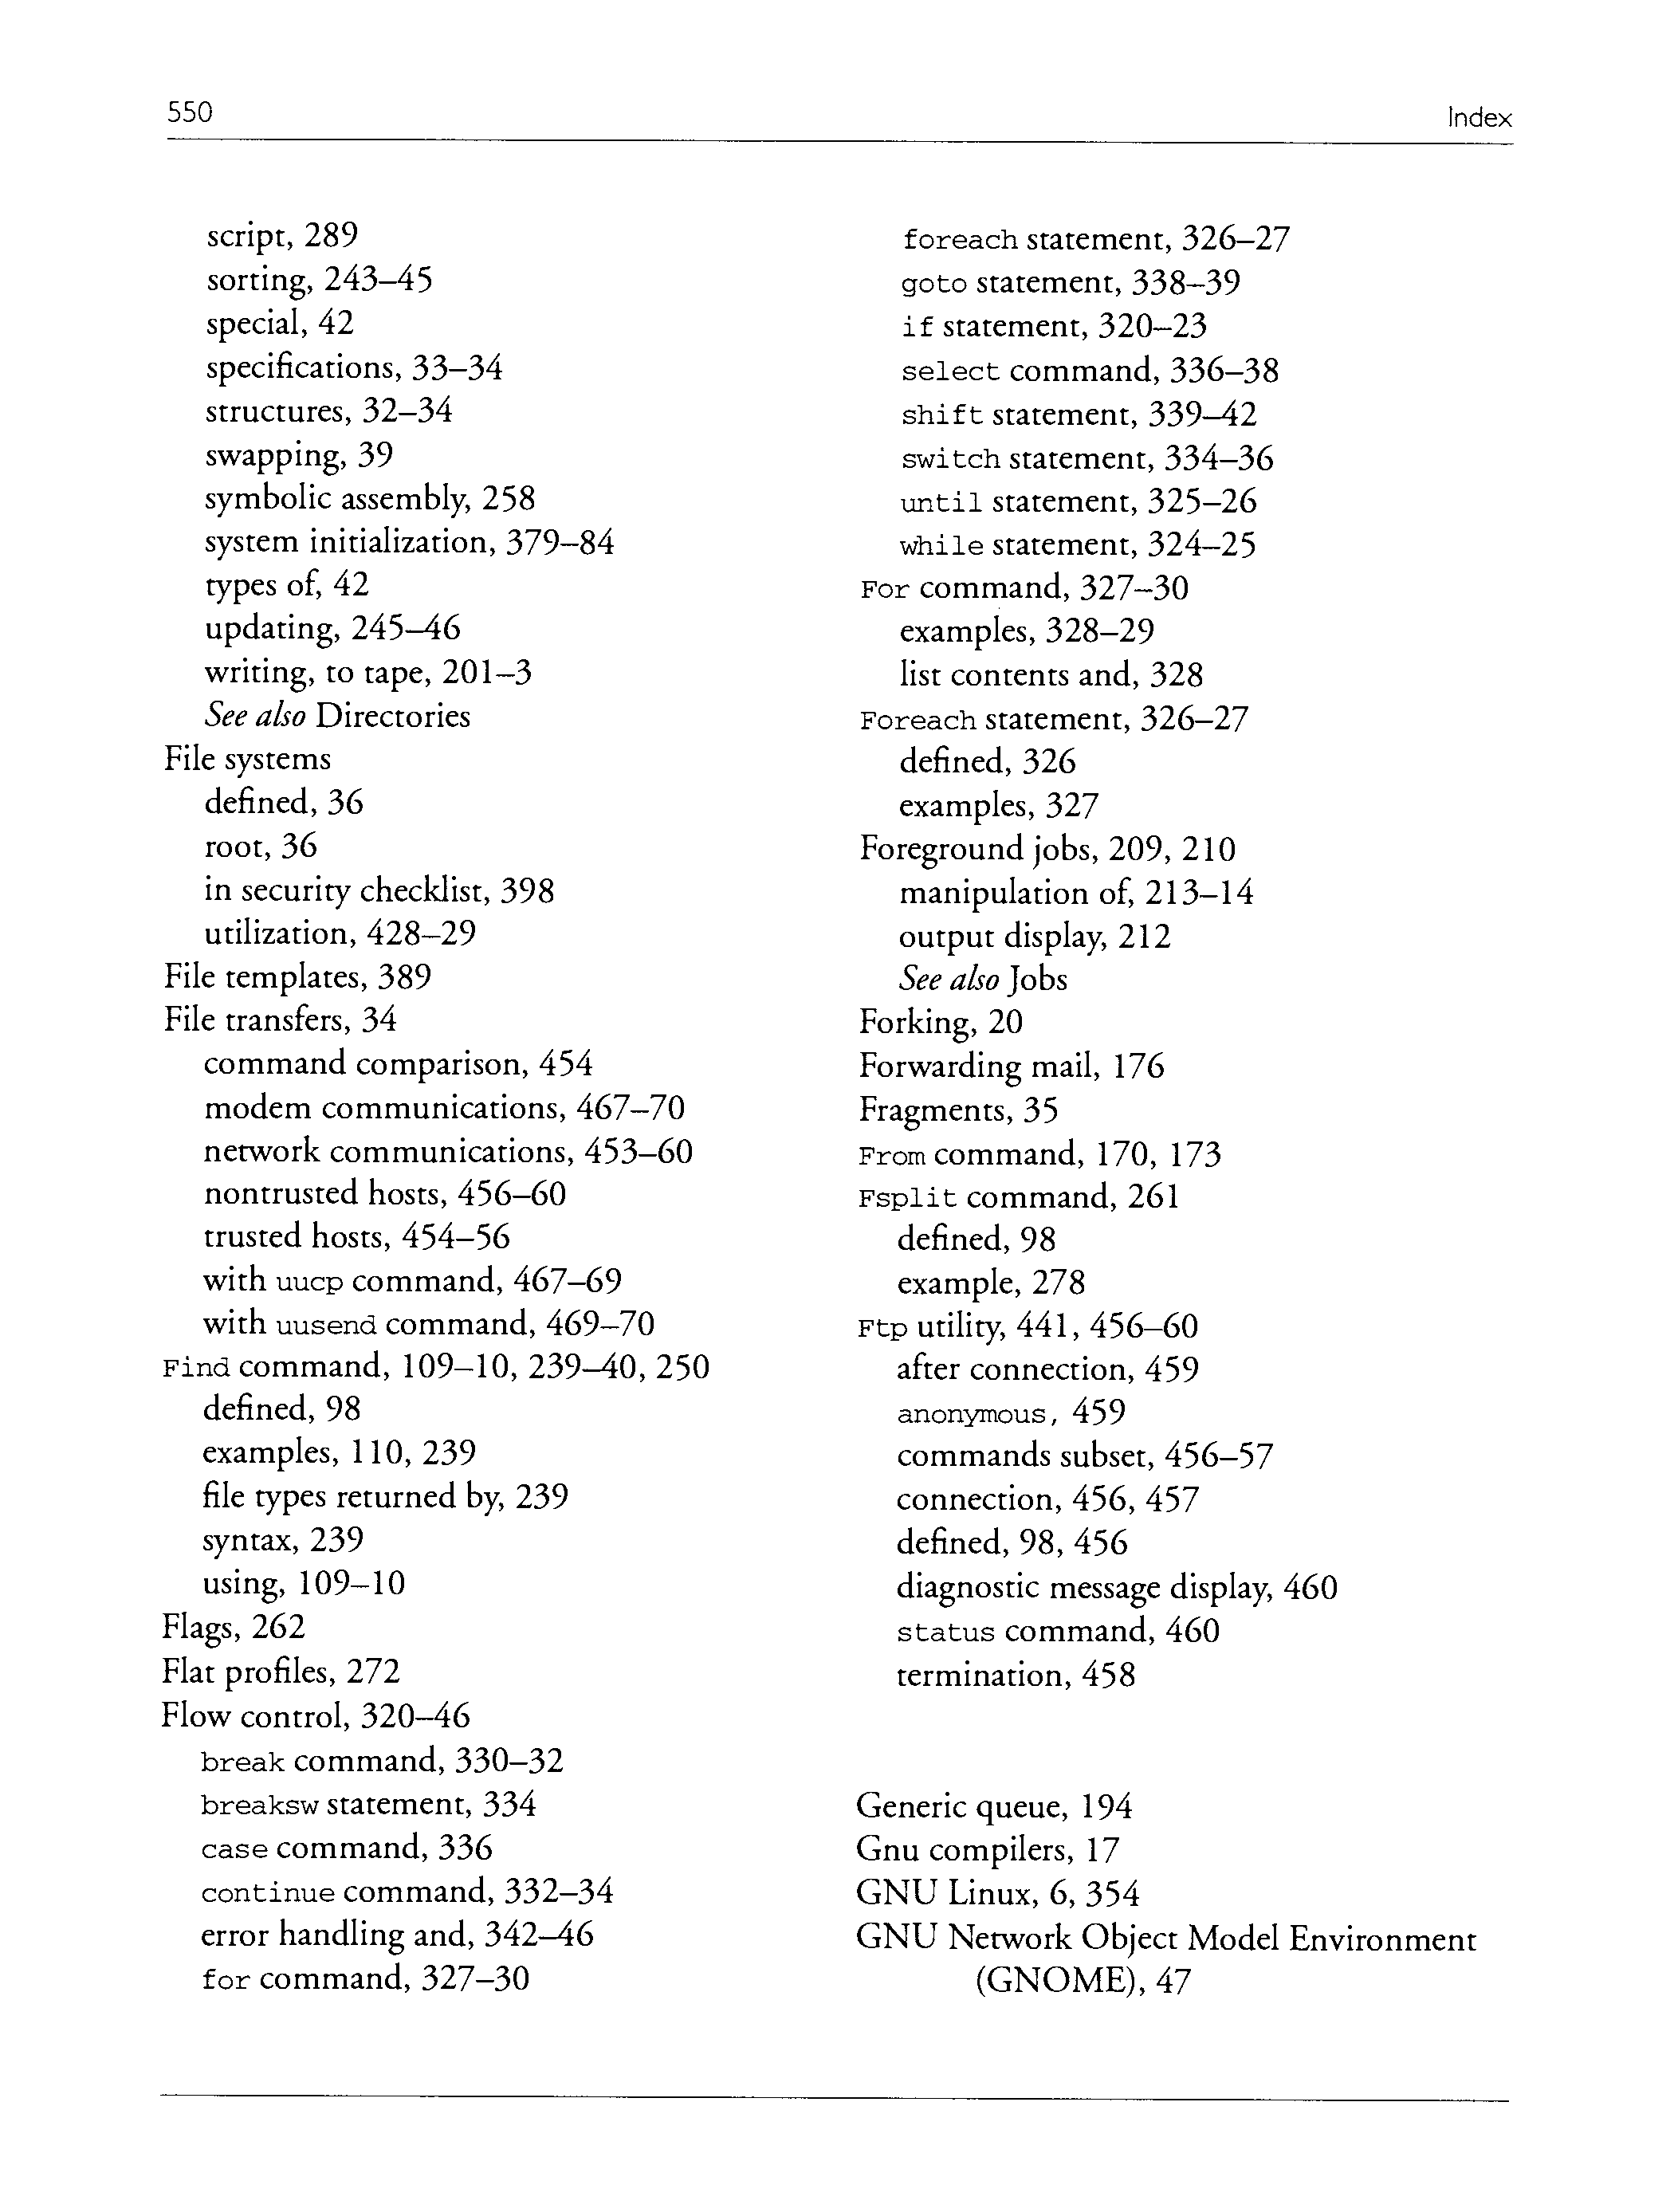 550
Index
script, 289
sorting, 243–45
special, 42
specifications, 33–34
structures, 32–34
swapping, 39
symbolic assembly, 258
system initialization, 379–84
types of, 42
updating, 245–46
writing, to tape, 201–3
See also Directories
File systems
defined, 36
root, 36
in security checklist, 398
utilization, 428–29
File templates, 389
File transfers, 34
command comparison, 454
modem communications, 467–70
network communications, 453–60
nontrusted hosts, 456–60
trusted hosts, 454–56
with uucp command, 467–69
with uusend command, 469–70
Find command, 109–10, 239–40, 250
defined, 98
examples, 110, 239
file types returned by, 239
syntax, 239
using, 109–10
Flags, 262
Flat profiles, 272
Flow control, 320–46
break command, 330–32
breaksw statement, 334
case command, 336
continue command, 332–34
error handling and, 342–46
for command, 327–30
foreach statement, 326–27
goto statement, 338–39
if statement, 320–23
select command, 336–38
shift statement, 339–42
switch statement, 334–36
until statement, 325–26
while statement, 324–25
For command, 327–30
examples, 328–29
list contents and, 328
Foreach statement, 326–27
defined, 326
examples, 327
Foreground jobs, 209, 210
manipulation of, 213–14
output display, 212
See also Jobs
Forking, 20
Forwarding mail, 176
Fragments, 35
From command, 170, 173
Fsplit command, 261
defined, 98
example, 278
Ftp utility, 441, 456–60
after connection, 459
anonymous, 459
commands subset, 456–57
connection, 456, 457
defined, 98, 456
diagnostic message display, 460
status command, 460
termination, 458
Generic queue, 194
Gnu compilers, 17
GNU Linux, 6, 354
GNU Network Object Model Environment
(GNOME), 47